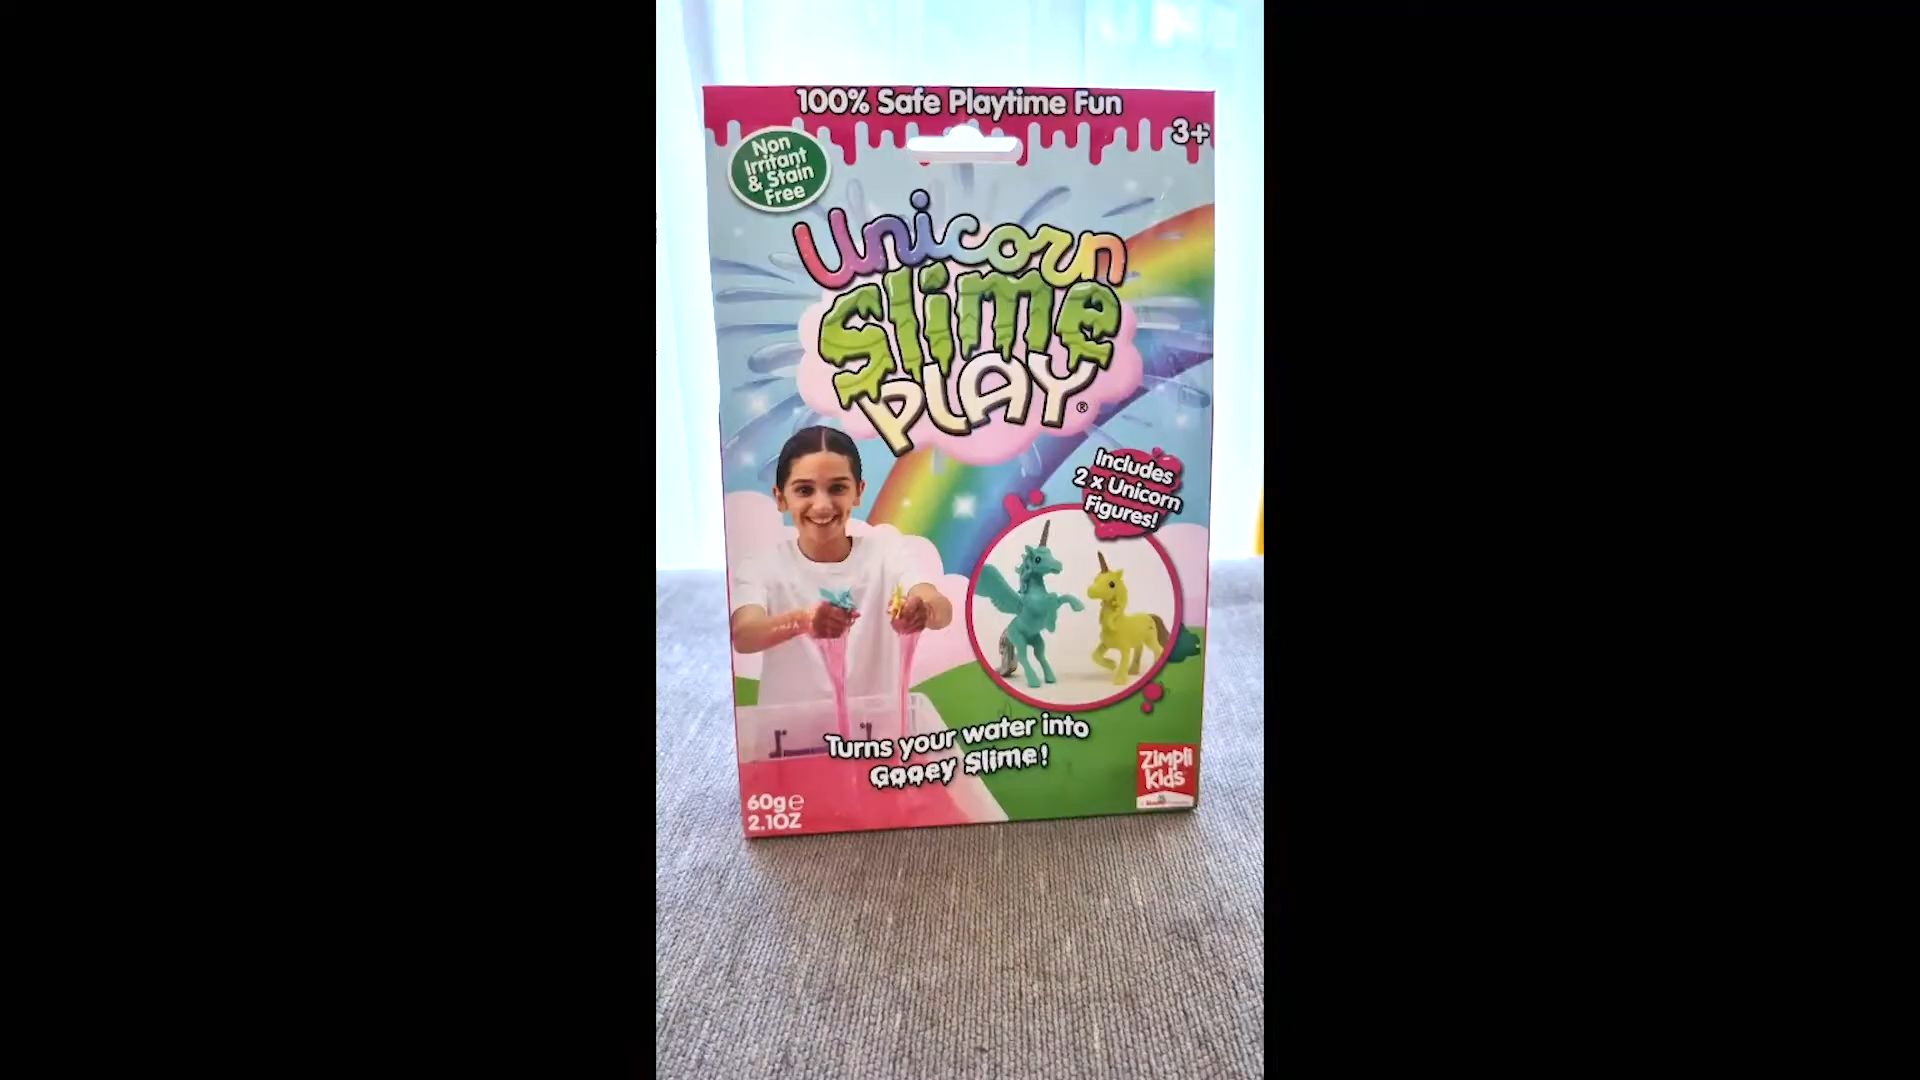 100% Safe Playtime Fun
3+
Non
Irritant
& Stain
Free
Unicorn
Slime
PLAY®
Includes
2 x Unicorn
Figures!
Turns your water into
Gooey Slime!
60g e
2.1OZ
Zimpli
Kids